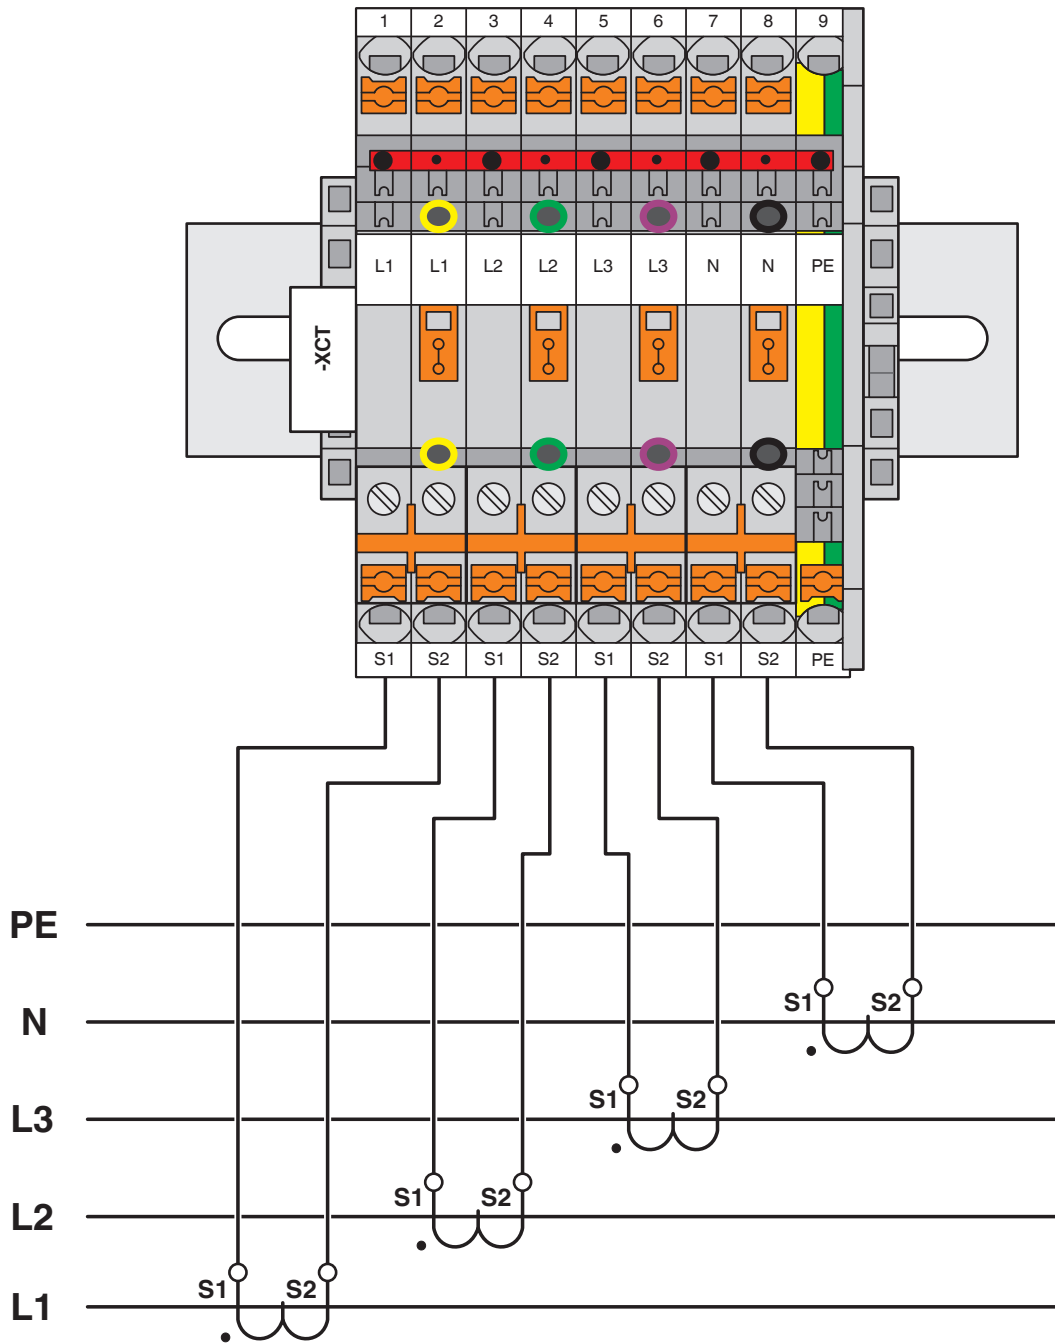 1 2 3 4 5 6 7 8 9
L1 L1 L2 L2 L3 L3 N N PE
-XCT
S1 S2 S1 S2 S1 S2 S1 S2 PE
PE
S1 S2
N
S1 S2
L3
S1 S2
L2
S1 S2
L1